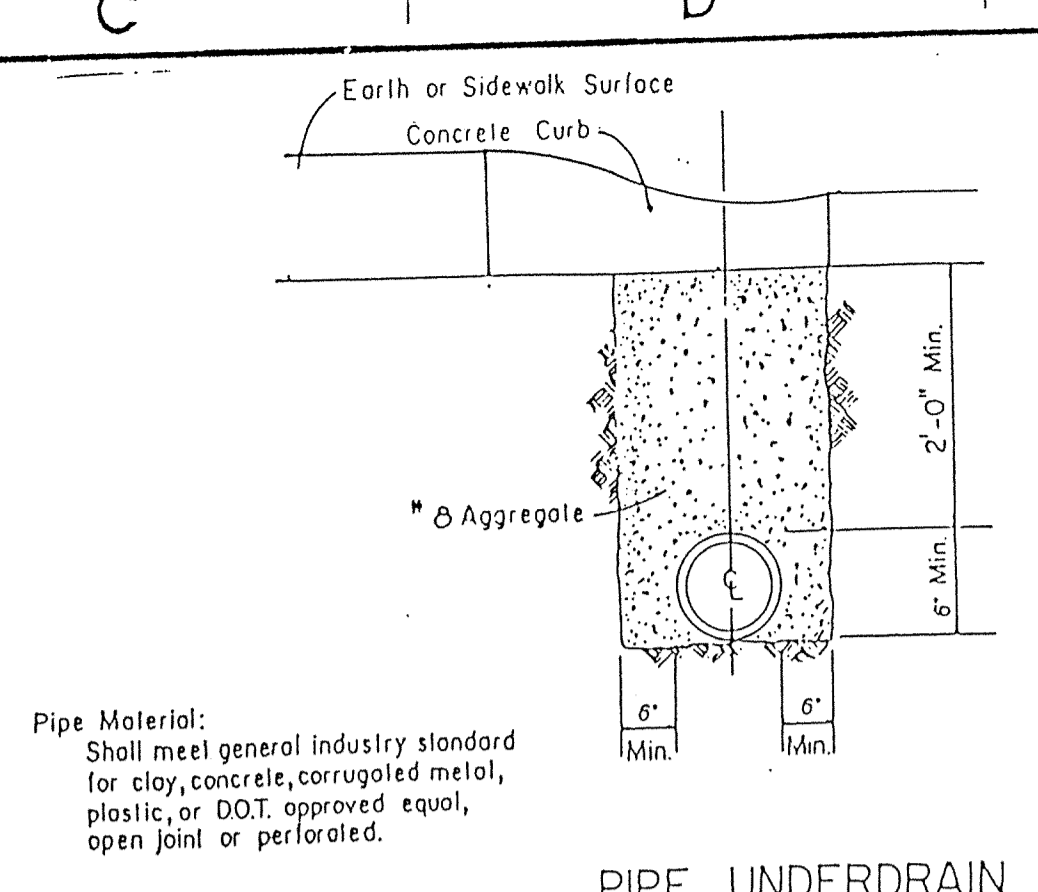 C D
Earth or Sidewalk Surface
Concrete Curb
2'-0" Min.
#8 Aggregate
6" Min.
CL
6" 6"
Min. Min.
Pipe Material:
Shall meet general industry standard
for clay, concrete, corrugated metal,
plastic, or D.O.T. approved equal,
open joint or perforated.
PIPE UNDERDRAIN